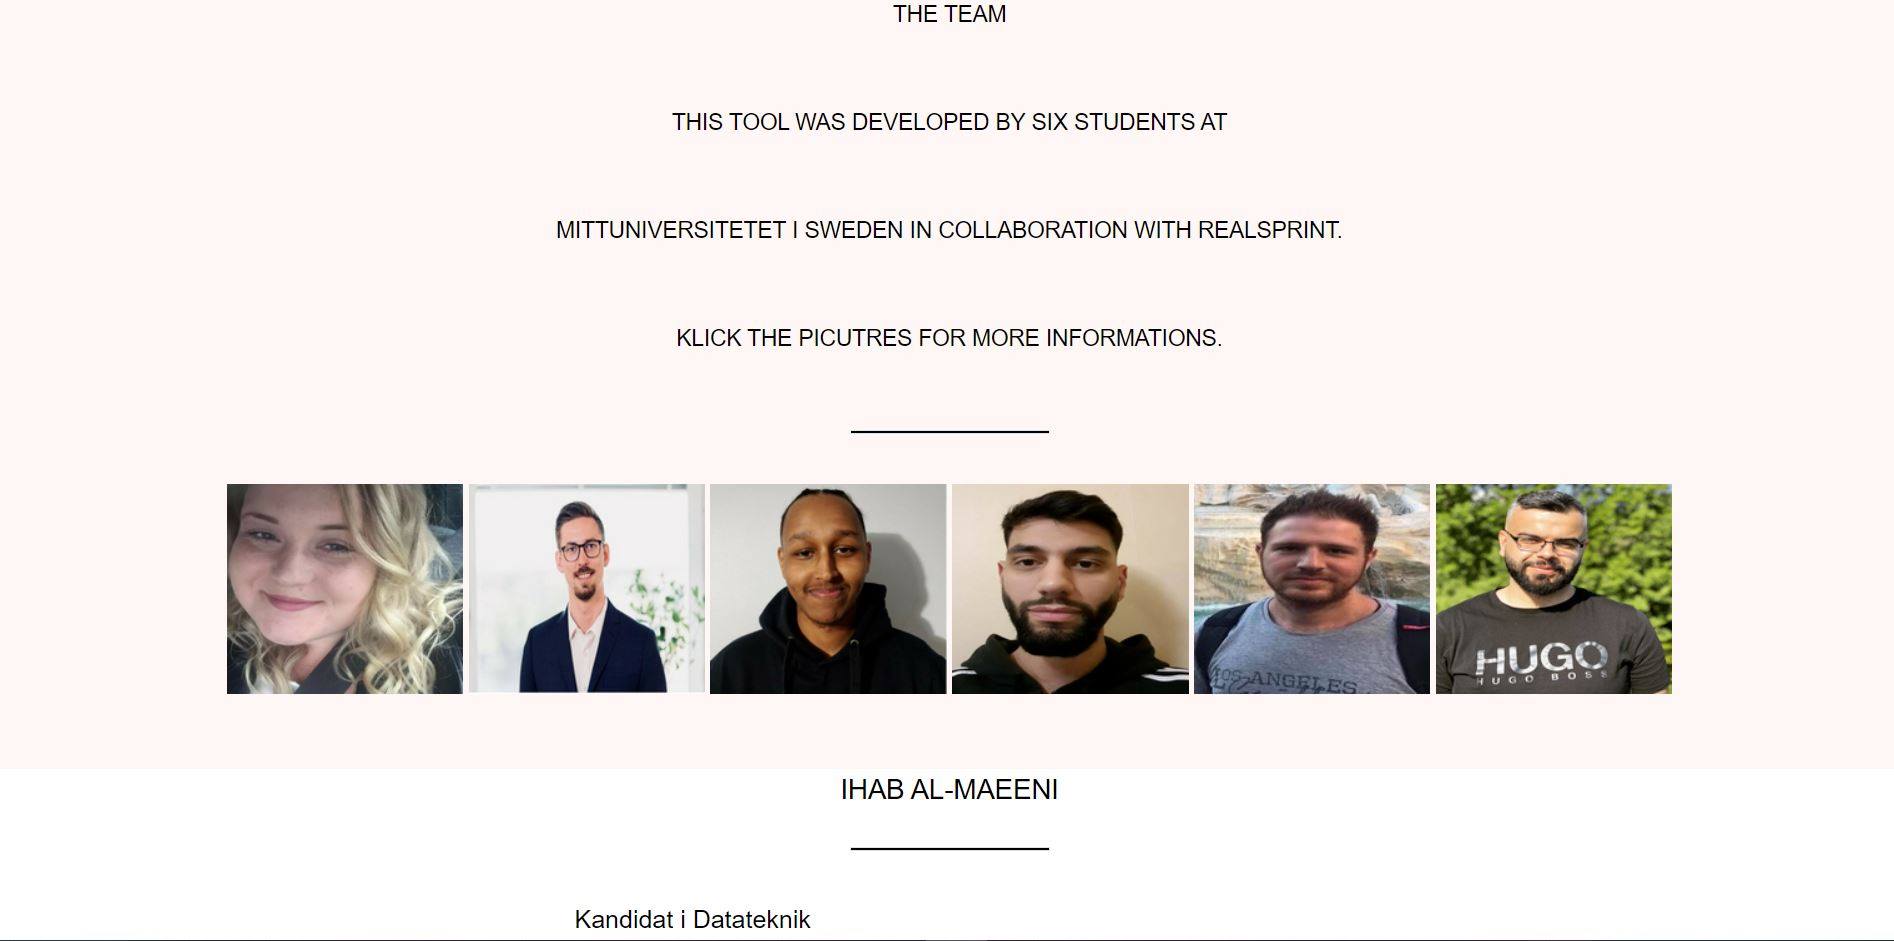 THE TEAM
THIS TOOL WAS DEVELOPED BY SIX STUDENTS AT
MITTUNIVERSITETET I SWEDEN IN COLLABORATION WITH REALSPRINT.
KLICK THE PICUTRES FOR MORE INFORMATIONS.
LOS ANGELES
HUGO
HUGO BOSS
IHAB AL-MAEENI
Kandidat i Datateknik